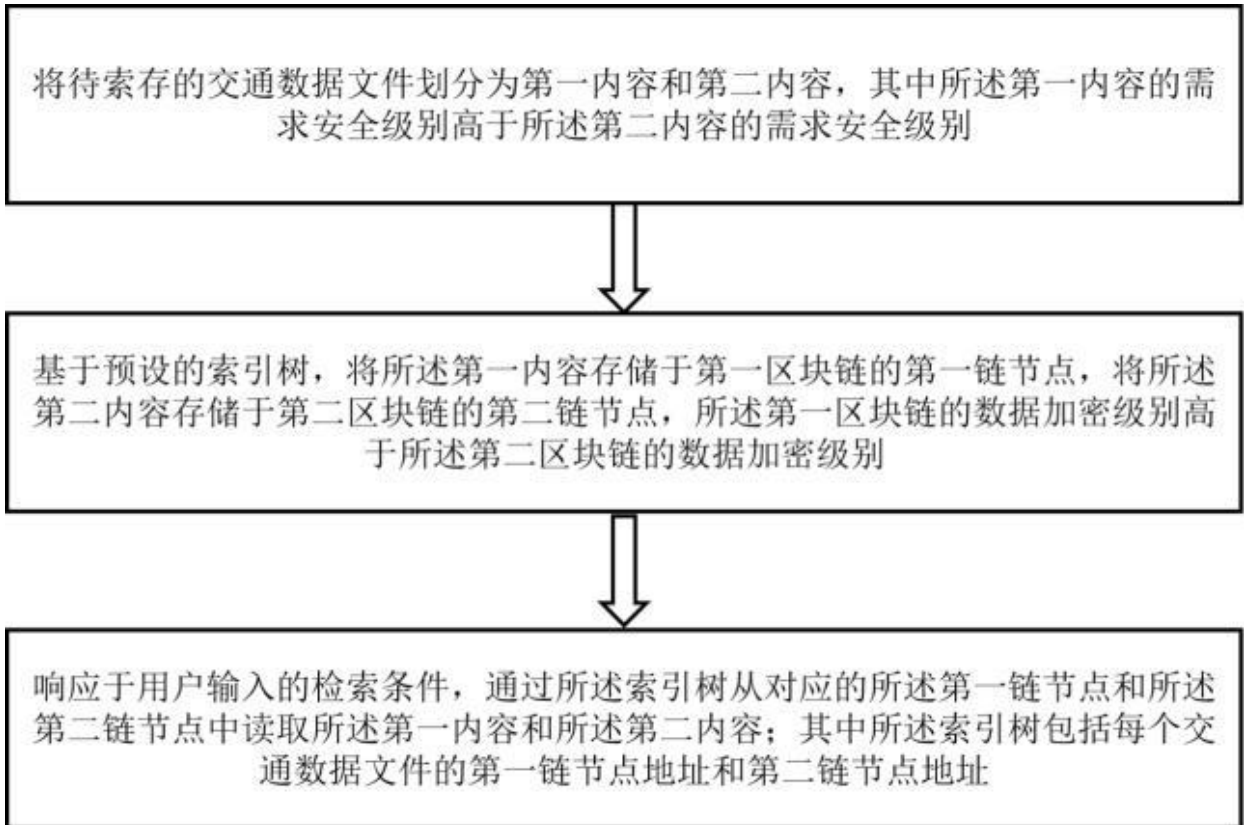 将待索存的交通数据文件划分为第一内容和第二内容，其中所述第一内容的需
求安全级别高于所述第二内容的需求安全级别
基于预设的索引树，将所述第一内容存储于第一区块链的第一链节点，将所述
第二内容存储于第二区块链的第二链节点，所述第一区块链的数据加密级别高
于所述第二区块链的数据加密级别
响应于用户输入的检索条件，通过所述索引树从对应的所述第一链节点和所述
第二链节点中读取所述第一内容和所述第二内容；其中所述索引树包括每个交
通数据文件的第一链节点地址和第二链节点地址